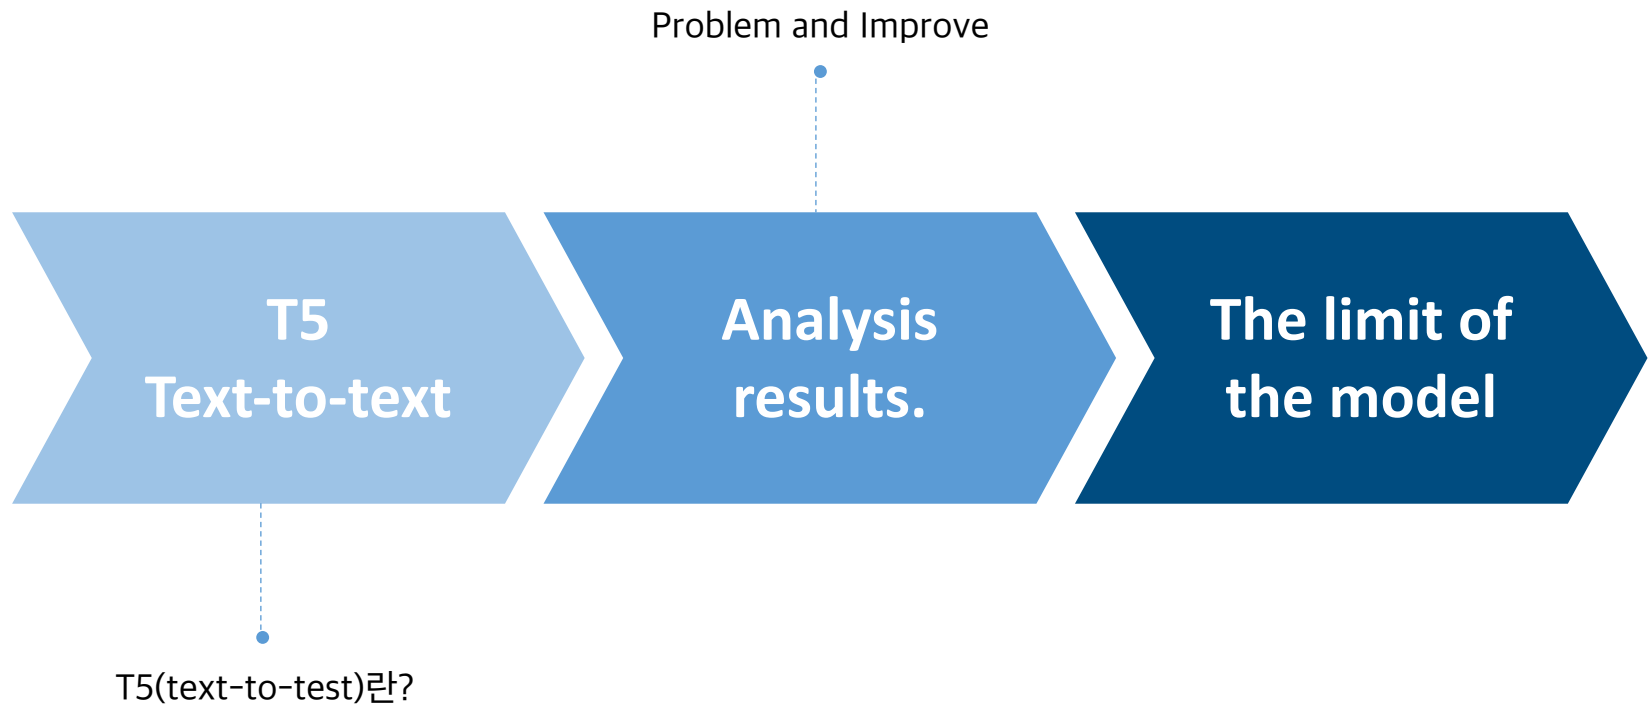 Problem and Improve
T5
Text-to-text
Analysis
results.
The limit of
the model
T5(text-to-test)란?